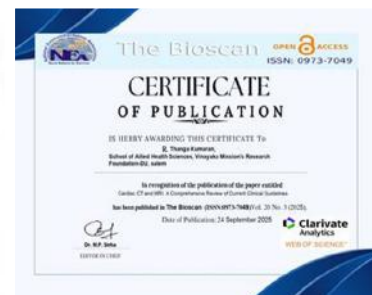 NEA
The Bioscan
OPEN ACCESS
ISSN: 0973-7049
CERTIFICATE
OF PUBLICATION
IS HERBY AWARDING THIS CERTIFICATE To
R. Thanga Kumaran,
School of Allied Health Sciences, Vinayaka Mission's Research
Foundation-DU, salem
In recognition of the publication of the paper entitled
Cardiac CT and MRI: A Comprehensive Review of Current Clinical Guidelines
has been published in The Bioscan (ISSN:0973-7049) Vol. 20 No. 3 (2025),
Date of Publication: 24 September 2025
Dr. N.P. Sinha
EDITOR IN CHIEF
Clarivate
Analytics
WEB OF SCIENCE